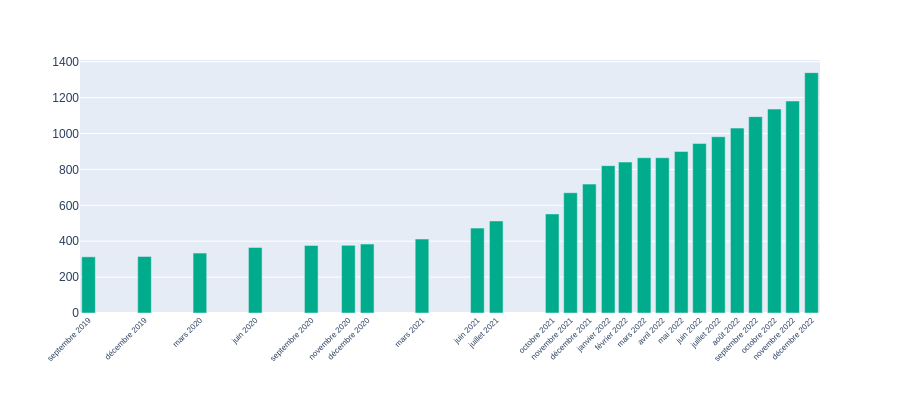 1400
1200
1000
800
600
400
200
0
septembre 2019
décembre 2019
mars 2020
juin 2020
septembre 2020
novembre 2020
décembre 2020
mars 2021
juin 2021
juillet 2021
octobre 2021
novembre 2021
décembre 2021
janvier 2022
février 2022
mars 2022
avril 2022
mai 2022
juin 2022
juillet 2022
août 2022
septembre 2022
octobre 2022
novembre 2022
décembre 2022